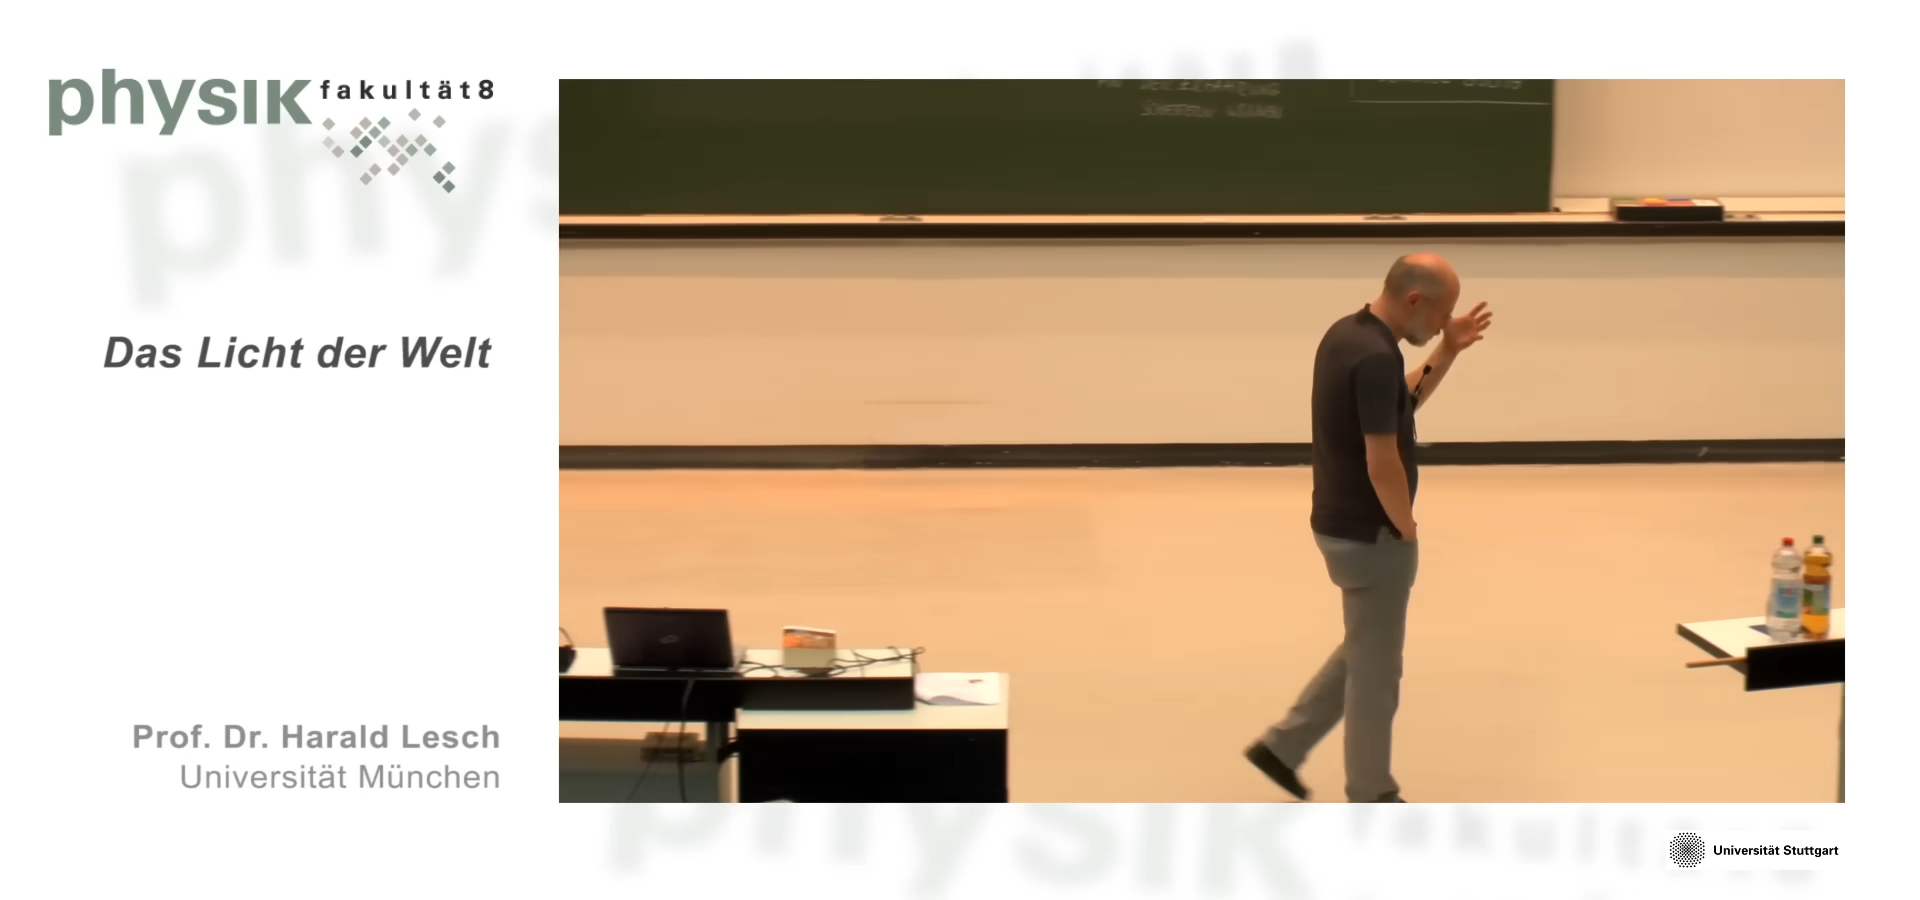 physik fakultät8
Das Licht der Welt
Prof. Dr. Harald Lesch
Universität München
Universität Stuttgart